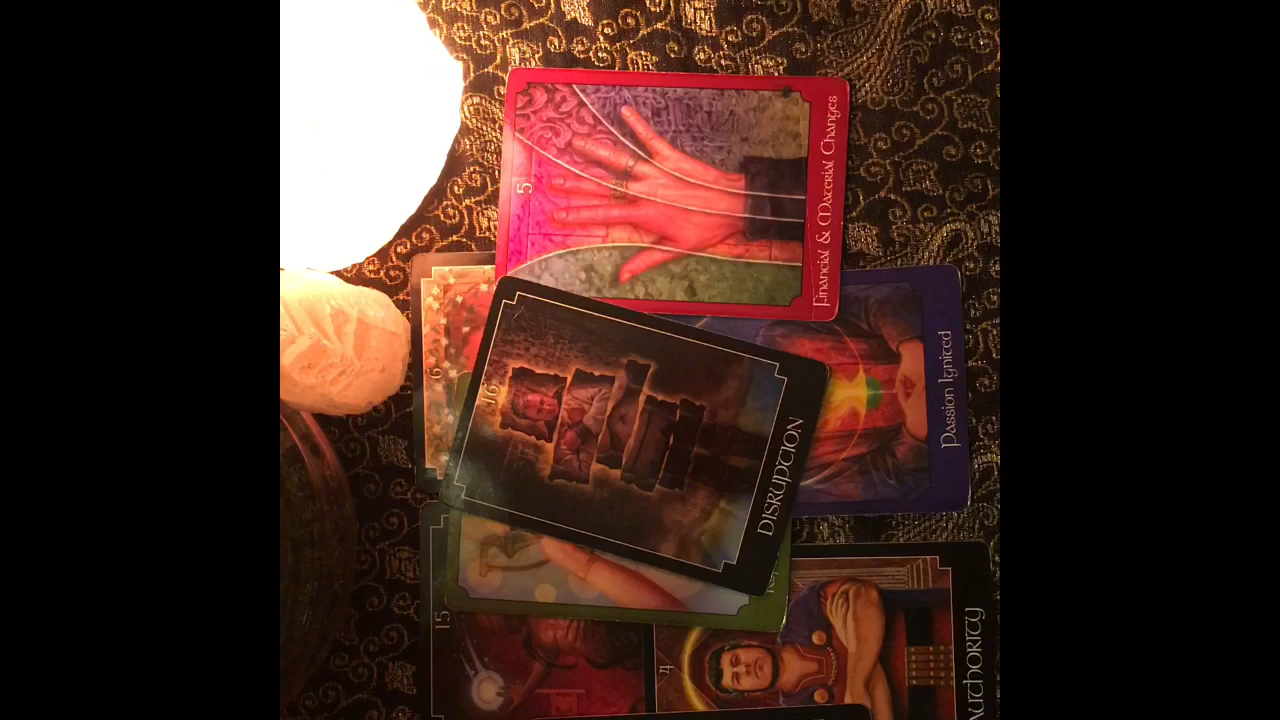 5
Financial & Material Changes
6
Passion Ignited
16
DISRUPTION
15
4
AUTHORITY